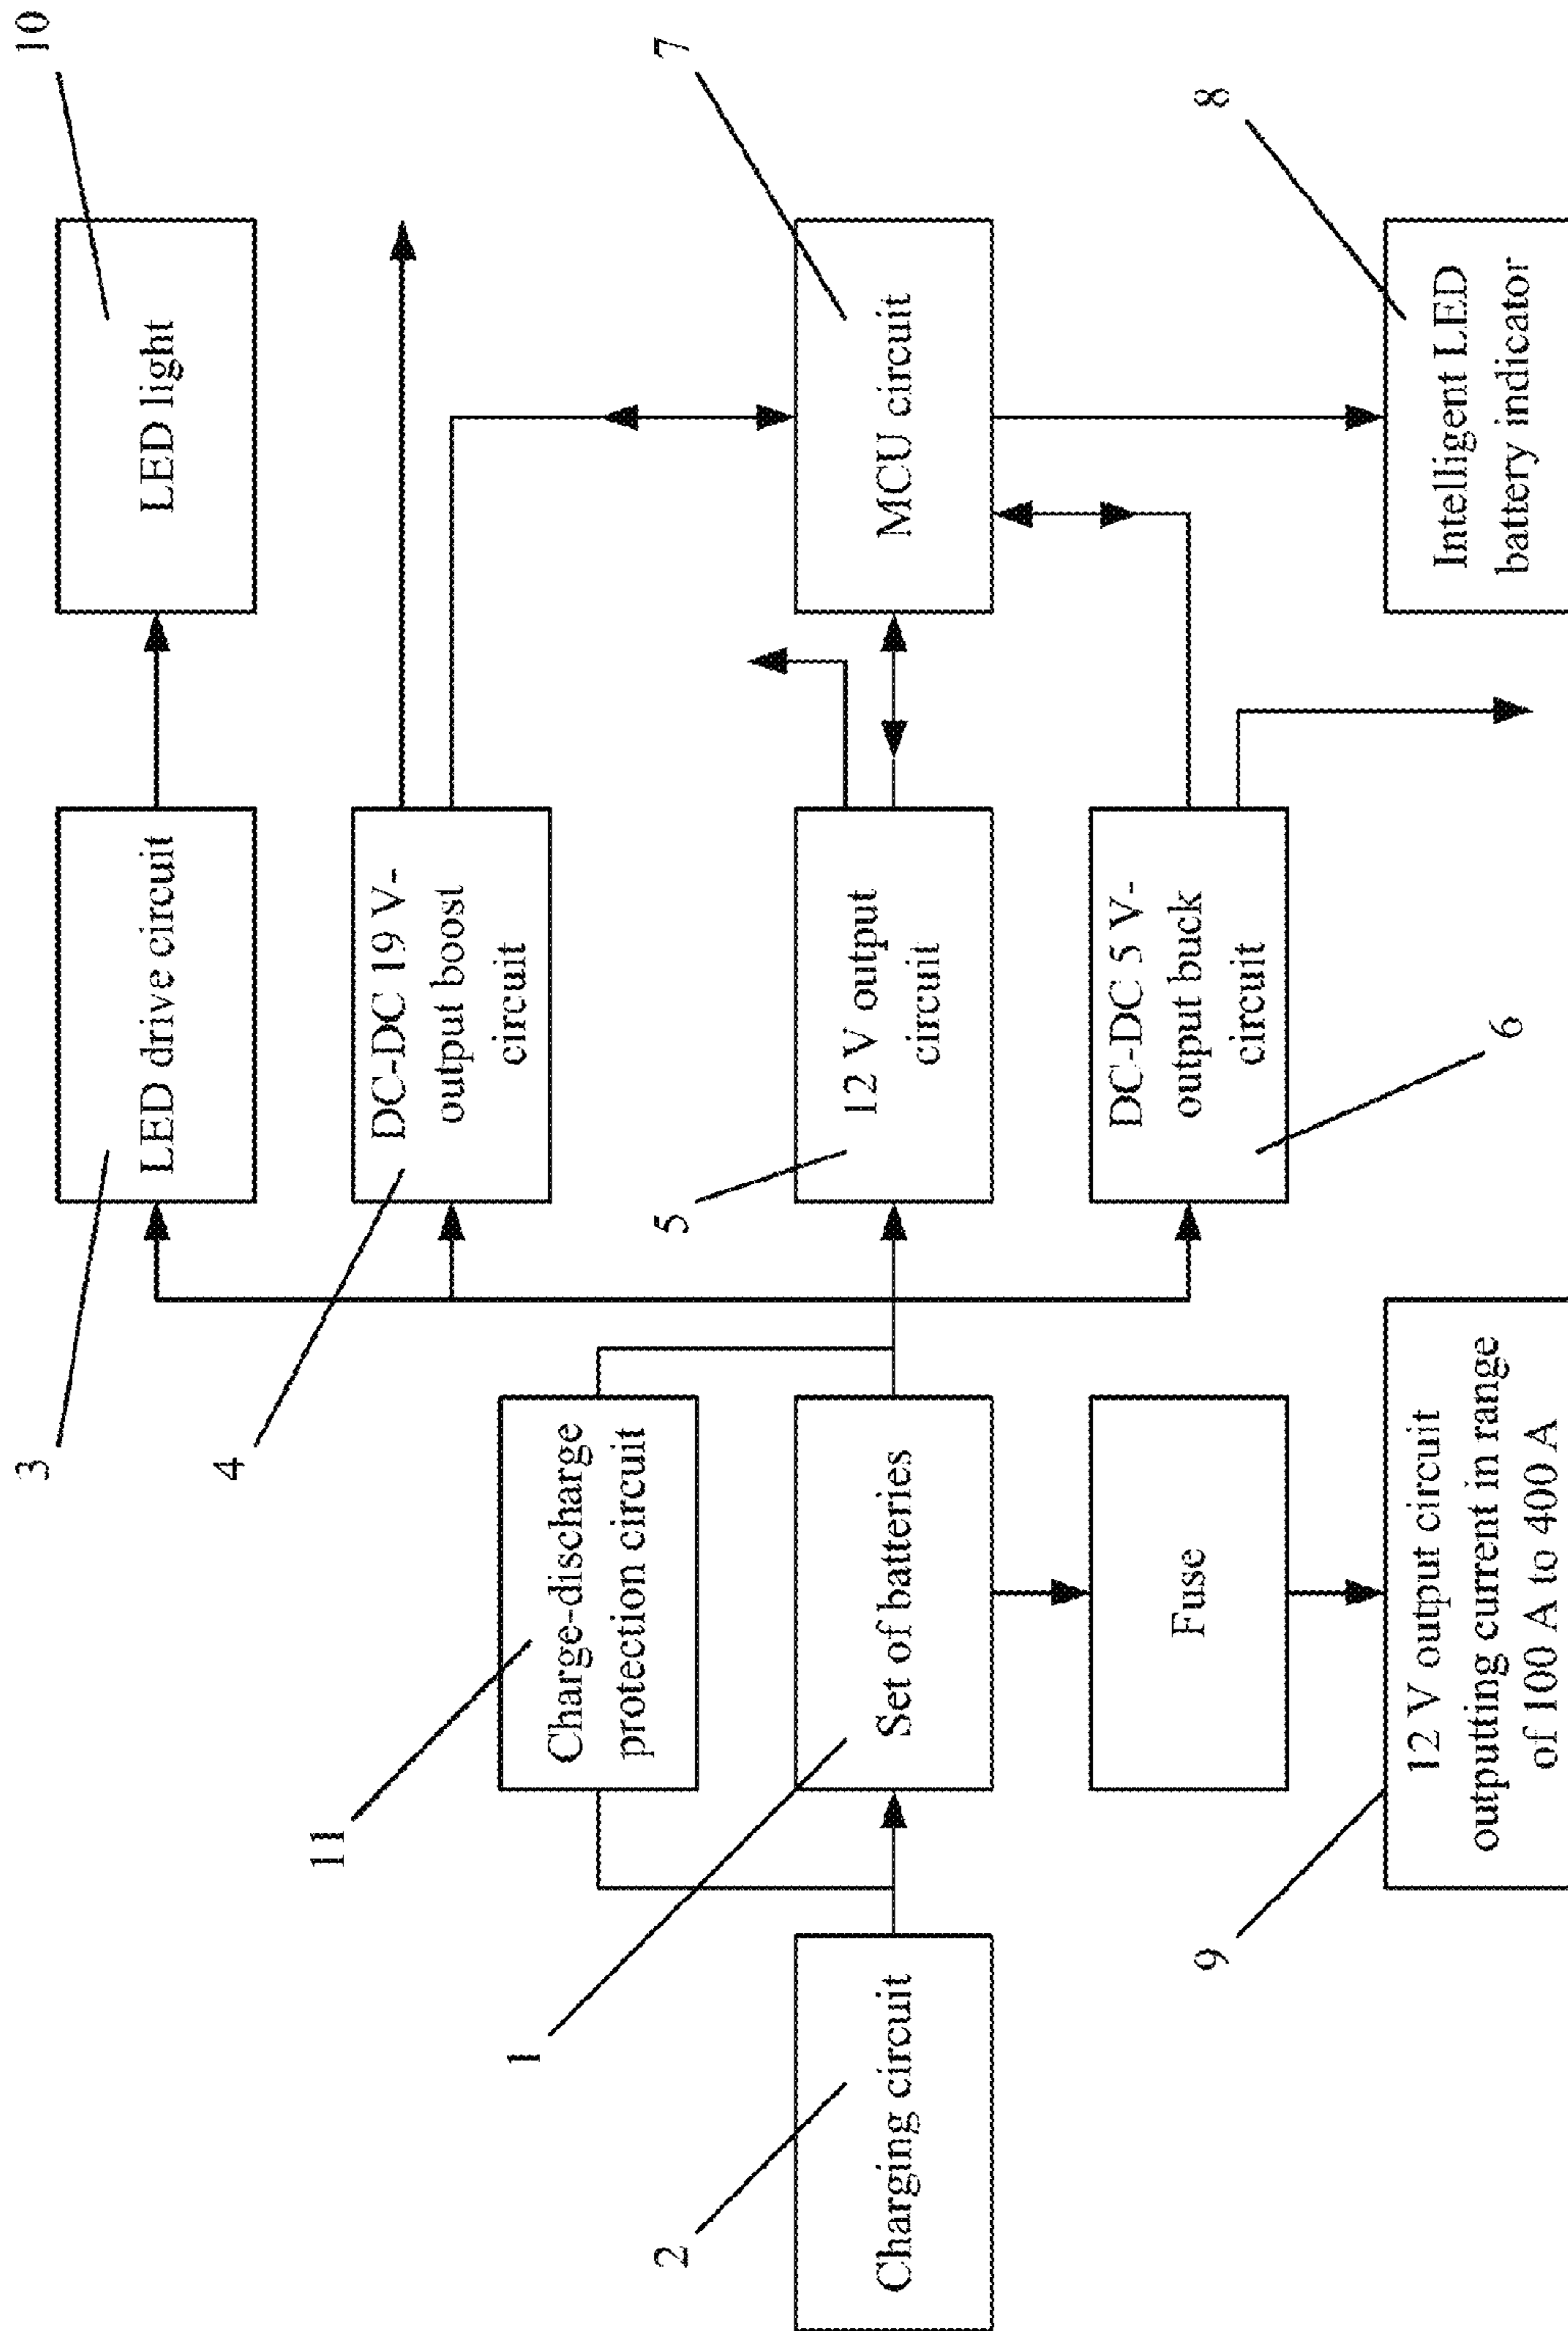 3
LED drive circuit
10
LED light
4
DC-DC 19 V-
output boost
circuit
11
Charge-discharge
protection circuit
1
Set of batteries
2
Charging circuit
5
12 V output
circuit
7
MCU circuit
6
DC-DC 5 V-
output buck
circuit
Fuse
9
12 V output circuit
outputting current in range
of 100 A to 400 A
8
Intelligent LED
battery indicator